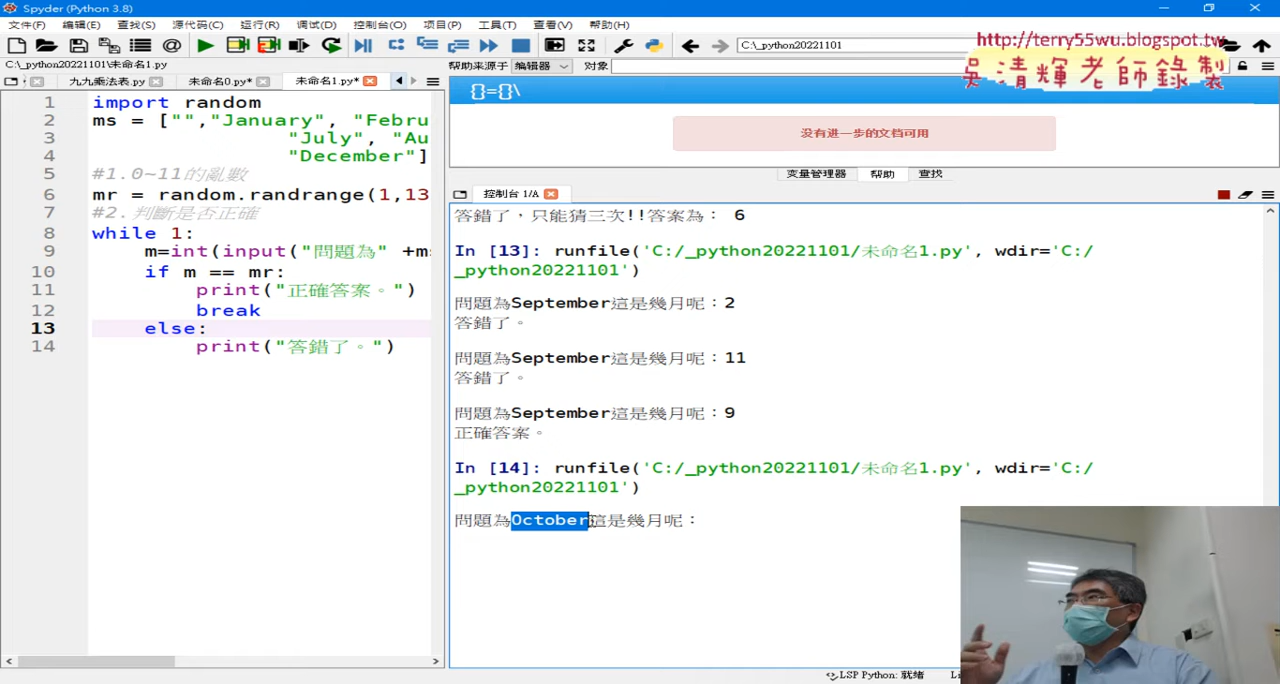 Spyder (Python 3.8)
文件(F) 编辑(E) 查找(S) 源代码(C) 运行(R) 调试(D) 控制台(O) 项目(P) 工具(T) 查看(V) 帮助(H)
C:\_python20221101
http://terry55wu.blogspot.tw
吳清輝老師錄製
C:\_python20221101\未命名1.py
帮助来源于 编辑器 对象
九九乘法表.py 未命名0.py* 未命名1.py*
{}={}\
没有进一步的文档可用
变量管理器 帮助 查找
控制台 1/A
1 import random
2 ms = ["","January", "Febru
3 "July", "Au
4 "December"]
5 #1.0~11的亂數
6 mr = random.randrange(1,13
7 #2.判斷是否正確
8 while 1:
9 m=int(input("問題為" +m
10 if m == mr:
11 print("正確答案。")
12 break
13 else:
14 print("答錯了。")
答錯了，只能猜三次!!答案為： 6
In [13]: runfile('C:/_python20221101/未命名1.py', wdir='C:/
_python20221101')
問題為September這是幾月呢：2
答錯了。
問題為September這是幾月呢：11
答錯了。
問題為September這是幾月呢：9
正確答案。
In [14]: runfile('C:/_python20221101/未命名1.py', wdir='C:/
_python20221101')
問題為October這是幾月呢：
LSP Python: 就绪